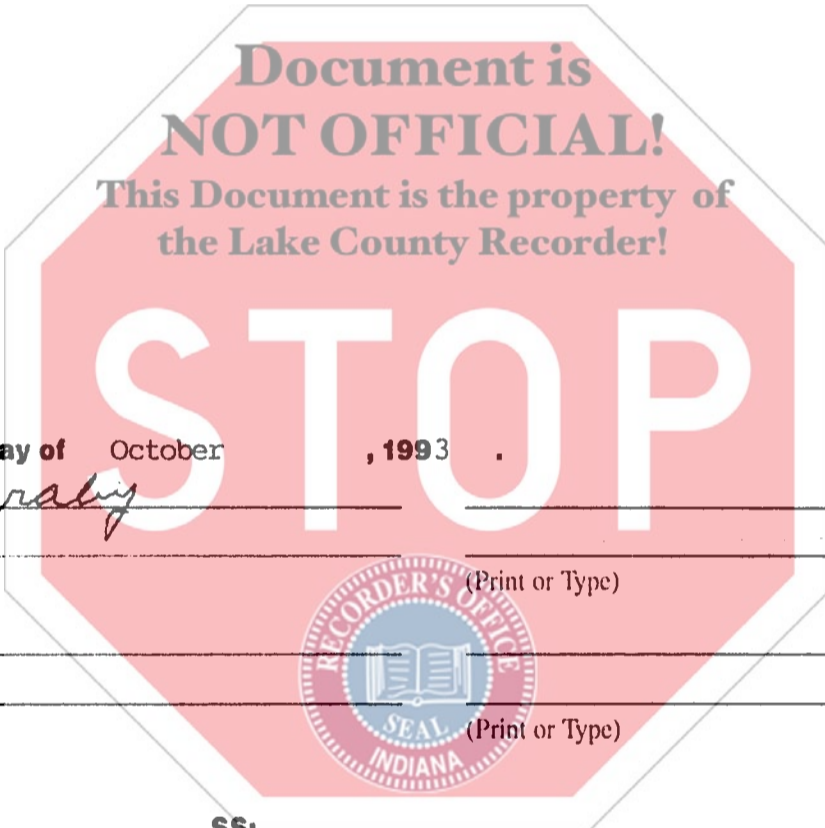 Document is
NOT OFFICIAL!
This Document is the property of
the Lake County Recorder!
STOP
ay of October , 1993 .
(Print or Type)
RECORDER'S OFFICE
SEAL
INDIANA
(Print or Type)
SS: